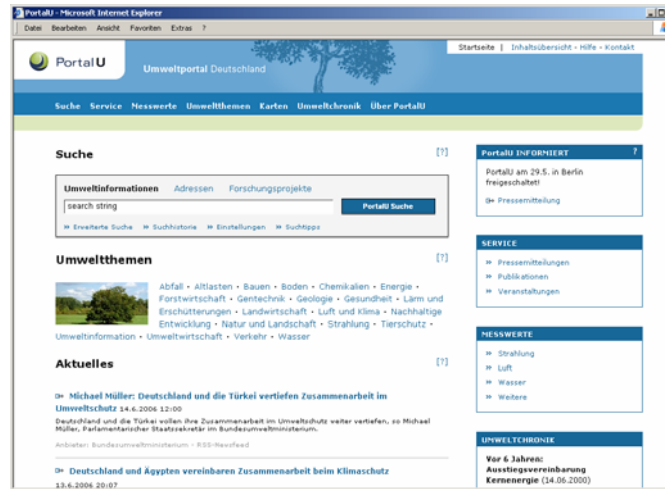 PortalU - Microsoft Internet Explorer
Datei Bearbeiten Ansicht Favoriten Extras ?
Startseite | Inhaltsübersicht - Hilfe - Kontakt
PortalU
Umweltportal Deutschland
Suche Service Messwerte Umweltthemen Karten Umweltchronik Über PortalU
Suche [?]
Umweltinformationen Adressen Forschungsprojekte
search string PortalU Suche
» Erweiterte Suche » Suchhistorie » Einstellungen » Suchtipps
Umweltthemen [?]
Abfall • Altlasten • Bauen • Boden • Chemikalien • Energie •
Forstwirtschaft • Gentechnik • Geologie • Gesundheit • Lärm und
Erschütterungen • Landwirtschaft • Luft und Klima • Nachhaltige
Entwicklung • Natur und Landschaft • Strahlung • Tierschutz •
Umweltinformation • Umweltwirtschaft • Verkehr • Wasser
Aktuelles [?]
Michael Müller: Deutschland und die Türkei vertiefen Zusammenarbeit im
Umweltschutz 14.6.2006 12:00
Deutschland und die Türkei wollen ihre Zusammenarbeit im Umweltschutz weiter vertiefen, so Michael
Müller, Parlamentarischer Staatssekretär im Bundesumweltministerium.
Anbieter: Bundesumweltministerium - RSS-Newsfeed
Deutschland und Ägypten vereinbaren Zusammenarbeit beim Klimaschutz
13.6.2006 20:07
PortalU INFORMIERT ?
PortalU am 29.5. in Berlin
freigeschaltet!
Pressemitteilung
SERVICE
» Pressemitteilungen
» Publikationen
» Veranstaltungen
MESSWERTE
» Strahlung
» Luft
» Wasser
» Weitere
UMWELTCHRONIK
Vor 6 Jahren:
Ausstiegsvereinbarung
Kernenergie (14.06.2000)